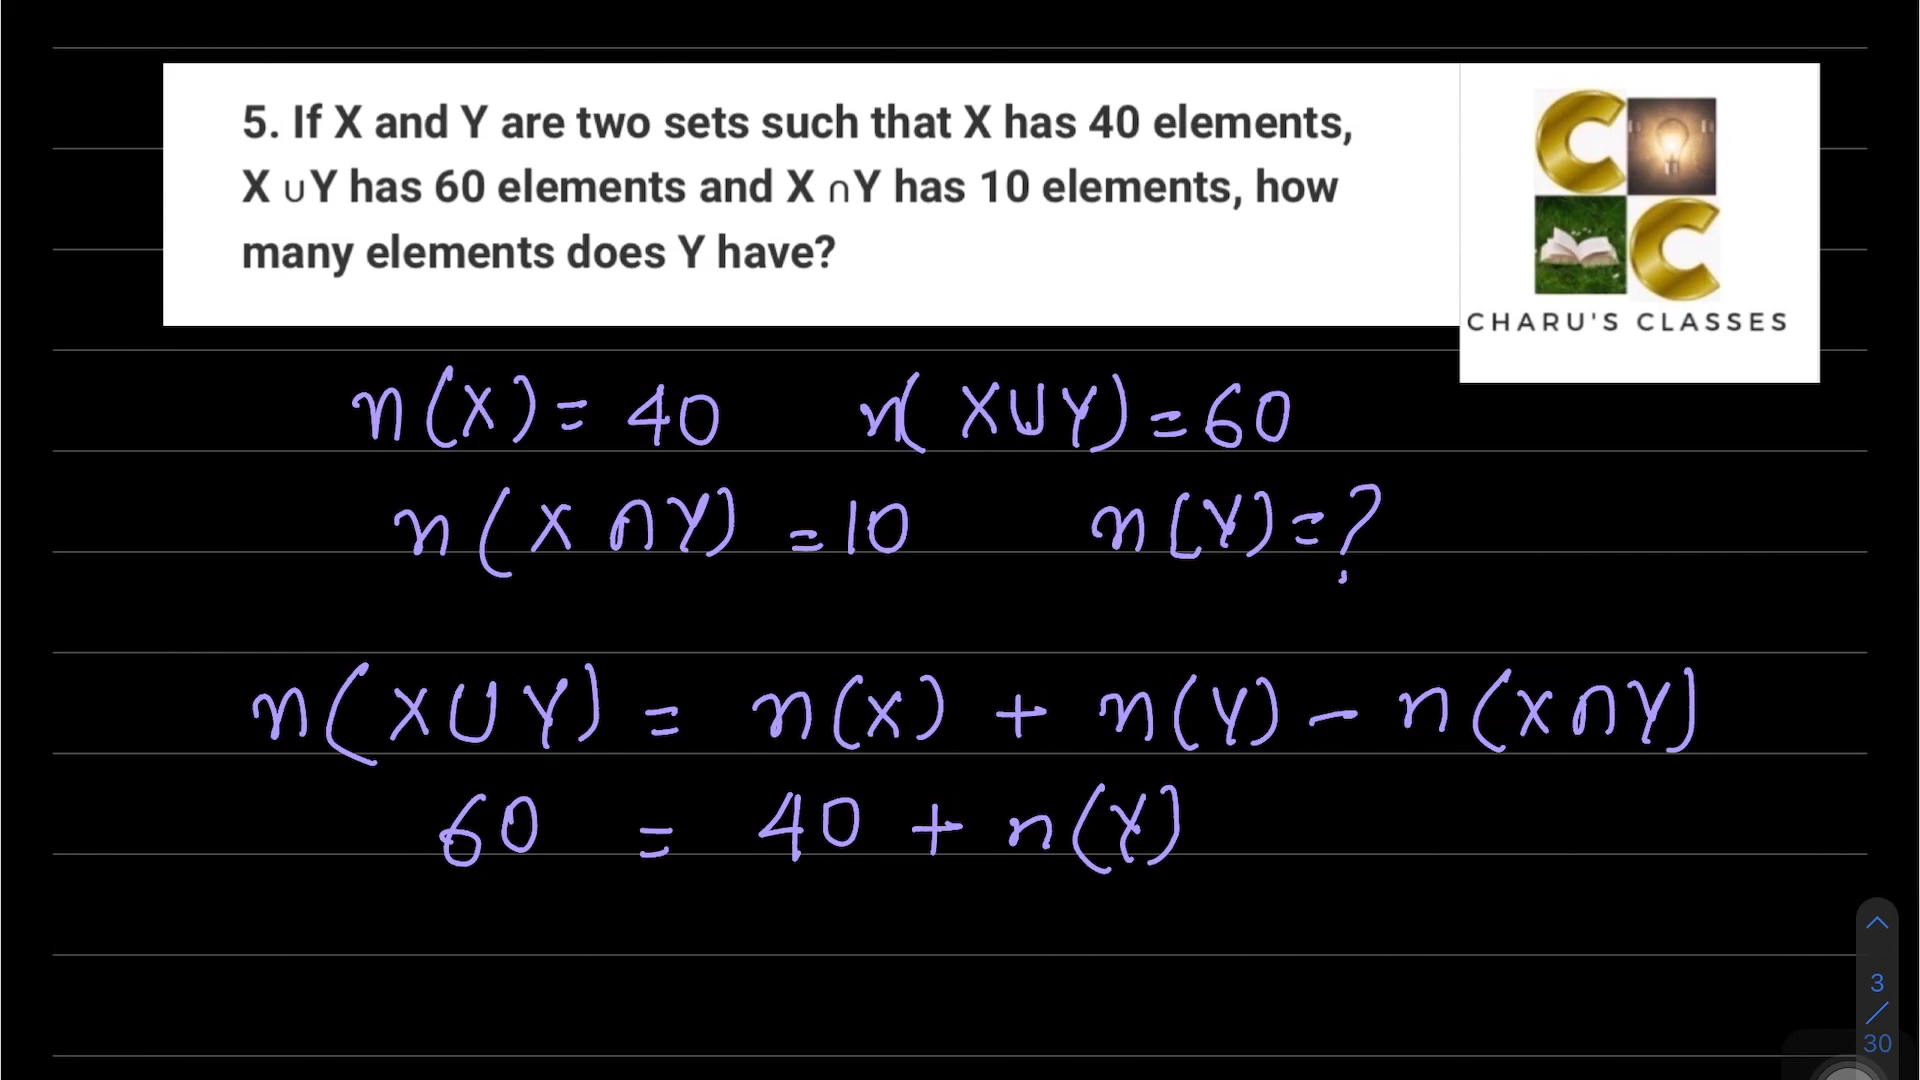 5. If X and Y are two sets such that X has 40 elements,
X ∪Y has 60 elements and X ∩Y has 10 elements, how
many elements does Y have?
C
C
CHARU'S CLASSES
n(X) = 40 n( X∪Y) = 60
n(X∩Y) = 10 n(Y)=?
n(X∪Y) = n(X) + n(Y) - n(X∩Y)
60 = 40 + n(Y)
3
/
30